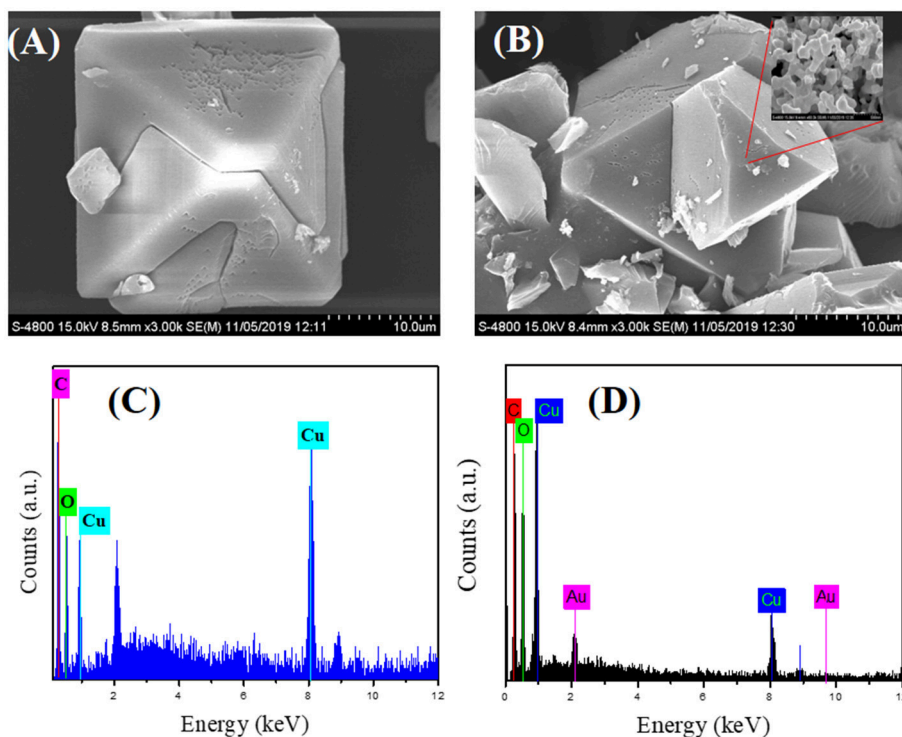 (A)
S-4800 15.0kV 8.5mm x3.00k SE(M) 11/05/2019 12:11
10.0um
(B)
S-4800 15.0kV 8.4mm x3.00k SE(M) 11/05/2019 12:30
10.0um
(C)
C
O
Cu
Cu
Counts (a.u.)
2
4
6
8
10
12
Energy (keV)
(D)
C
O
Cu
Au
Cu
Au
Counts (a.u.)
0
2
4
6
8
10
12
Energy (keV)